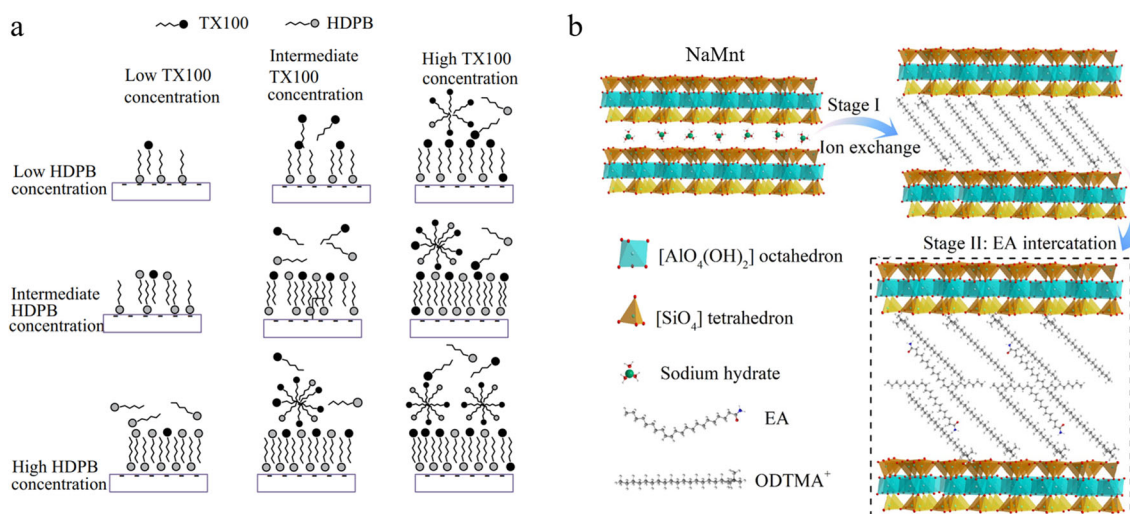 a
TX100
HDPB
Low TX100
concentration
Intermediate
TX100
concentration
High TX100
concentration
Low HDPB
concentration
Intermediate
HDPB
concentration
High HDPB
concentration
b
NaMnt
Stage I
Ion exchange
Stage II: EA intercatation
[AlO₄(OH)₂] octahedron
[SiO₄] tetrahedron
Sodium hydrate
EA
ODTMA⁺